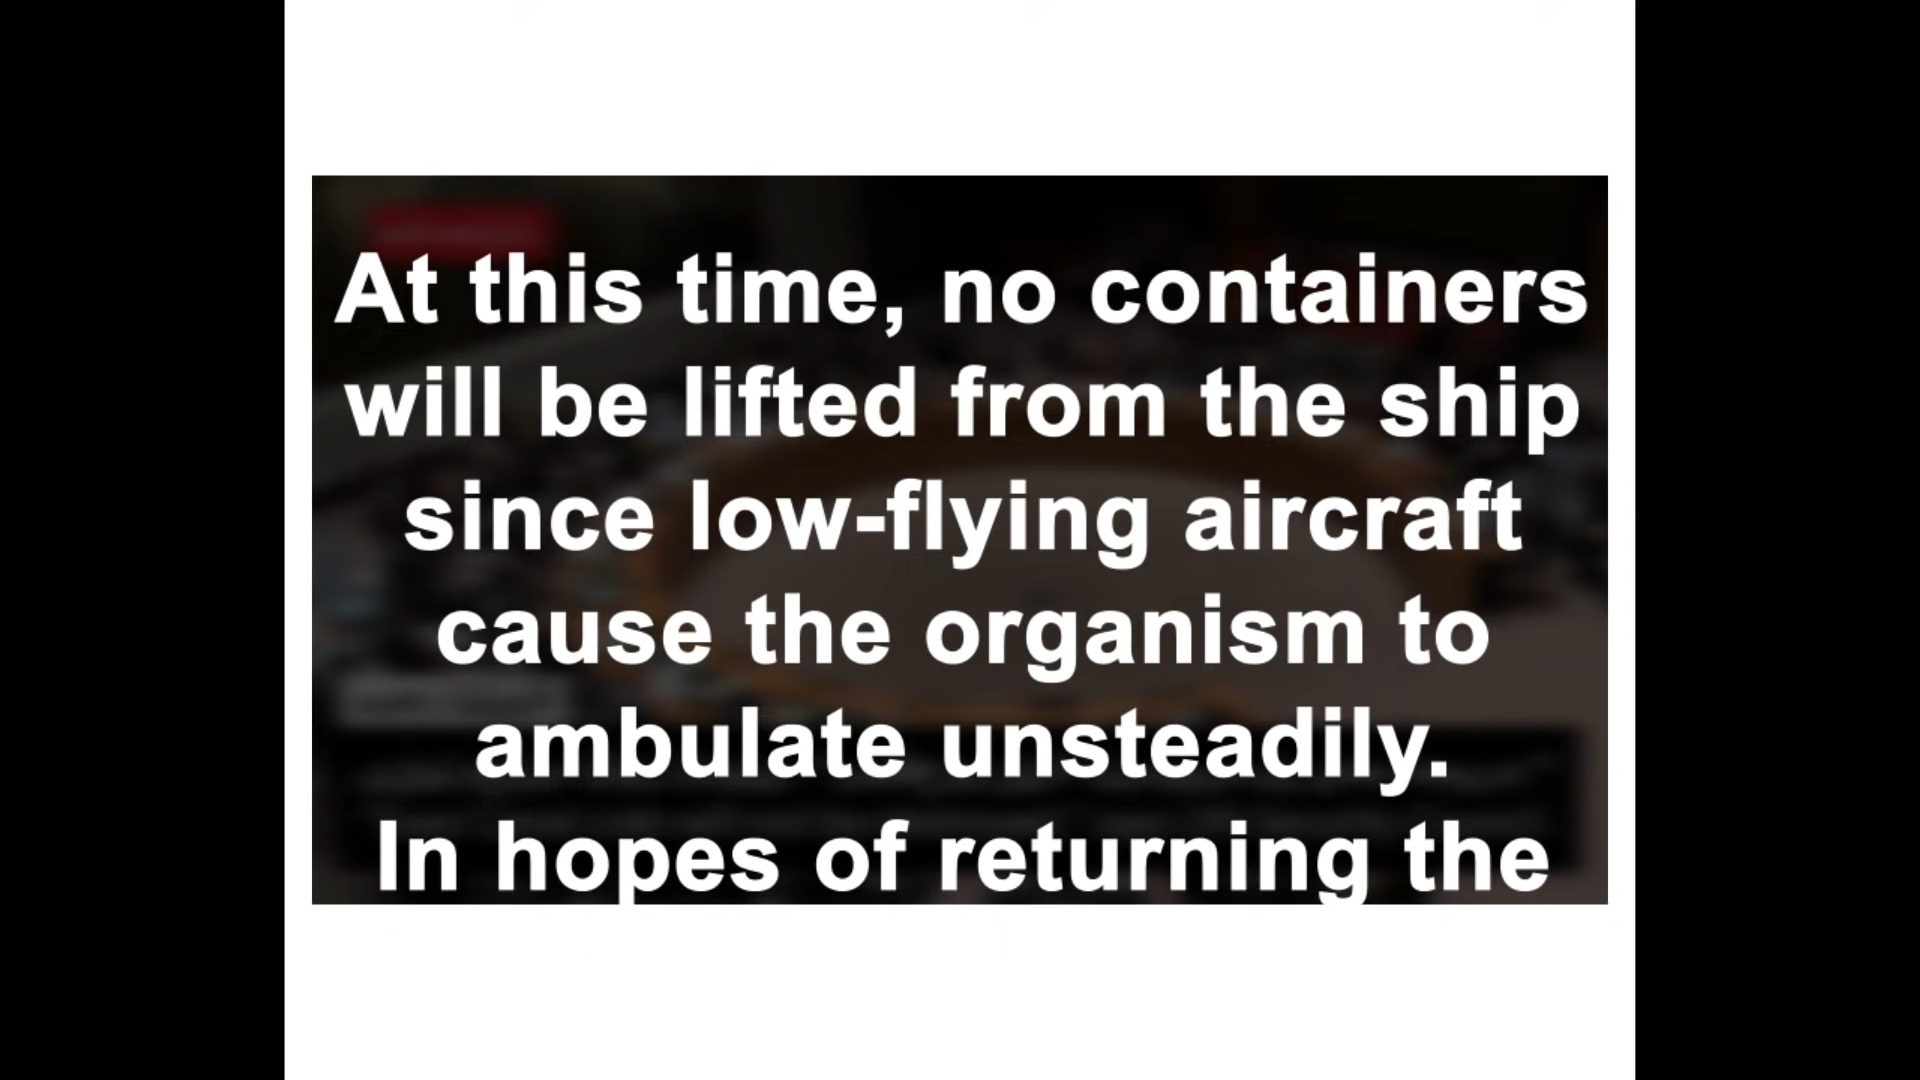 At this time, no containers
will be lifted from the ship
since low-flying aircraft
cause the organism to
ambulate unsteadily.
In hopes of returning the